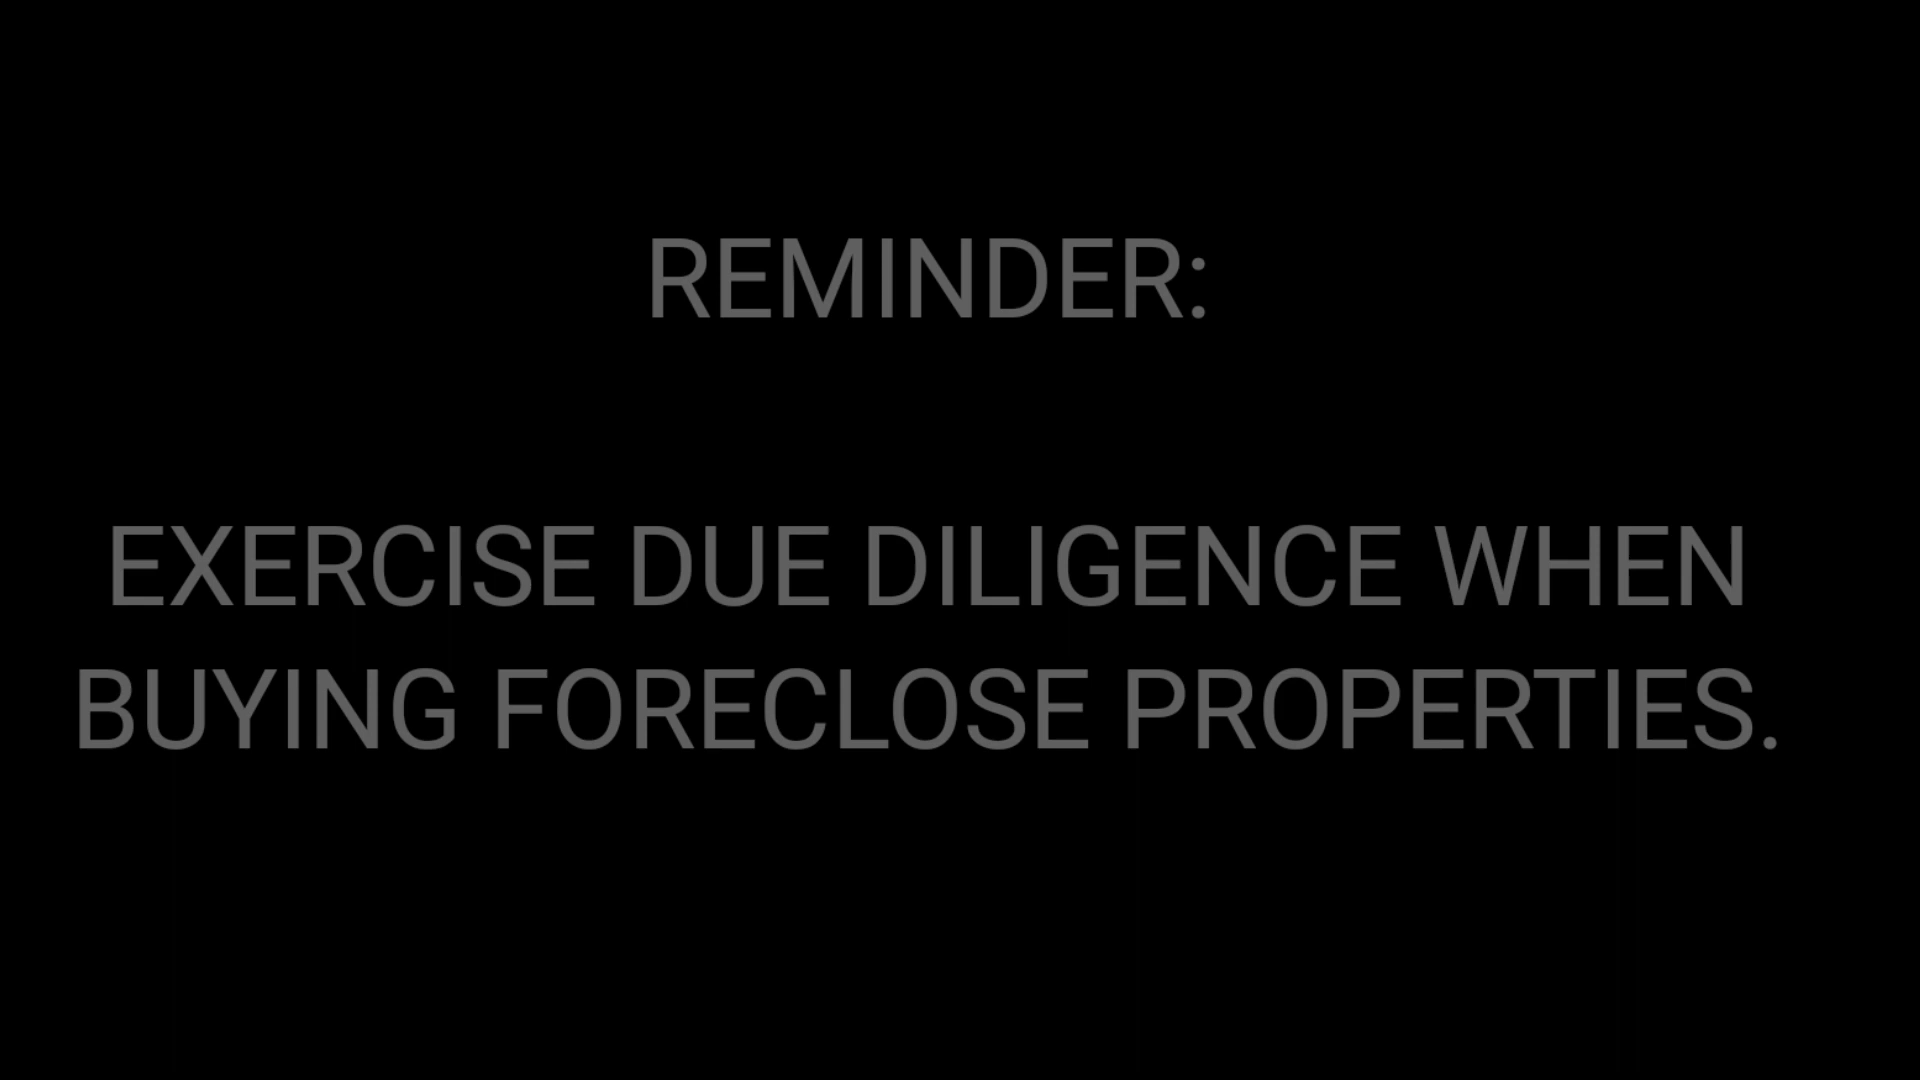 REMINDER:
EXERCISE DUE DILIGENCE WHEN
BUYING FORECLOSE PROPERTIES.